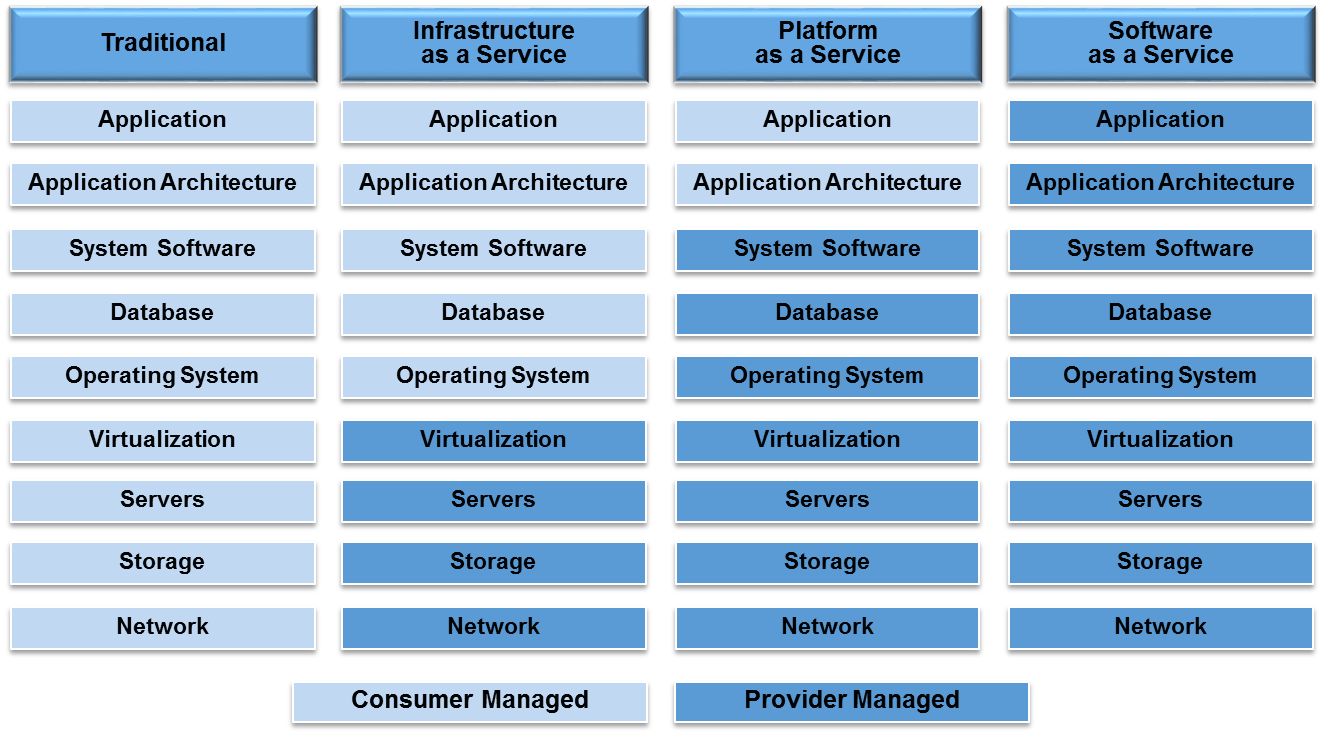 Traditional
Infrastructure
as a Service
Platform
as a Service
Software
as a Service
Application
Application
Application
Application
Application Architecture
Application Architecture
Application Architecture
Application Architecture
System Software
System Software
System Software
System Software
Database
Database
Database
Database
Operating System
Operating System
Operating System
Operating System
Virtualization
Virtualization
Virtualization
Virtualization
Servers
Servers
Servers
Servers
Storage
Storage
Storage
Storage
Network
Network
Network
Network
Consumer Managed
Provider Managed